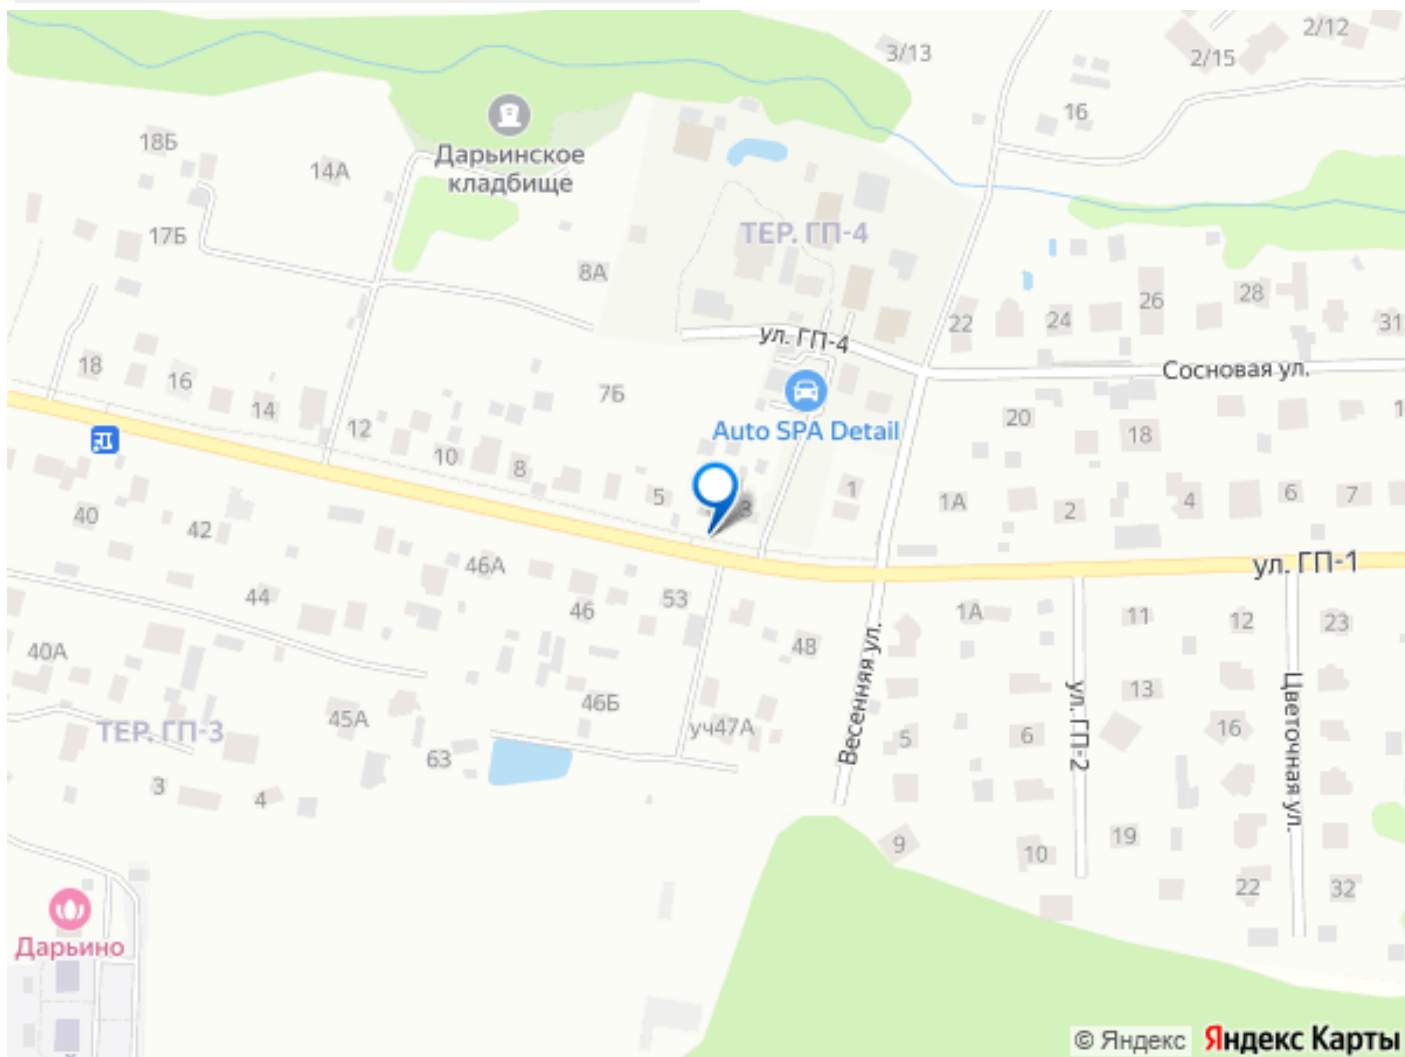 3/13
2/12
2/15
16
18Б
14А
Дарьинское
кладбище
17Б
8А
ТЕР. ГП-4
22
24
26
28
31
ул. ГП-4
Сосновая ул.
18
16
14
12
10
8
7Б
5
3
Auto SPA Detail
1
20
18
1
1А
2
4
6
7
40
42
44
46А
46
53
48
ул. ГП-1
1А
11
12
23
40А
45А
46Б
уч47А
Весенняя ул.
5
6
ул. ГП-2
13
16
Цветочная ул.
ТЕР. ГП-3
63
3
4
9
10
19
22
32
Дарьино
© Яндекс Яндекс Карты